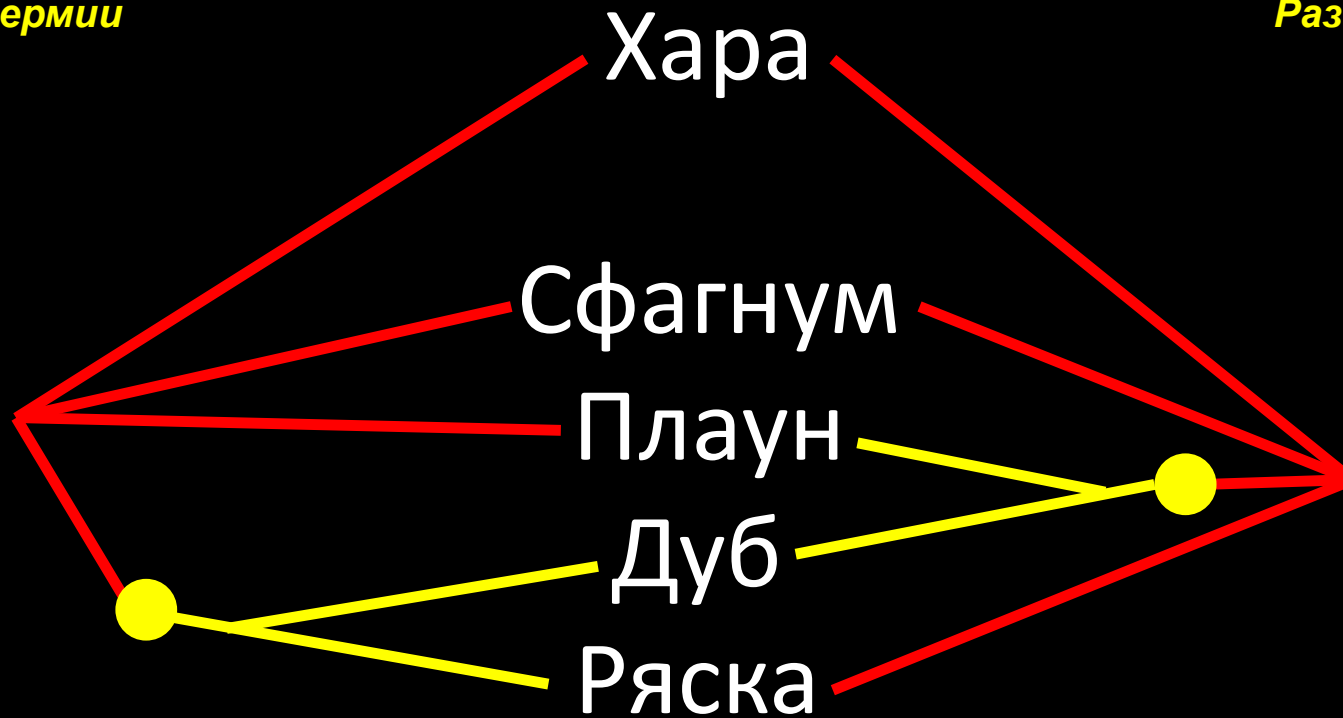 ермии
Раз
Хара
Сфагнум
Плаун
Дуб
Ряска